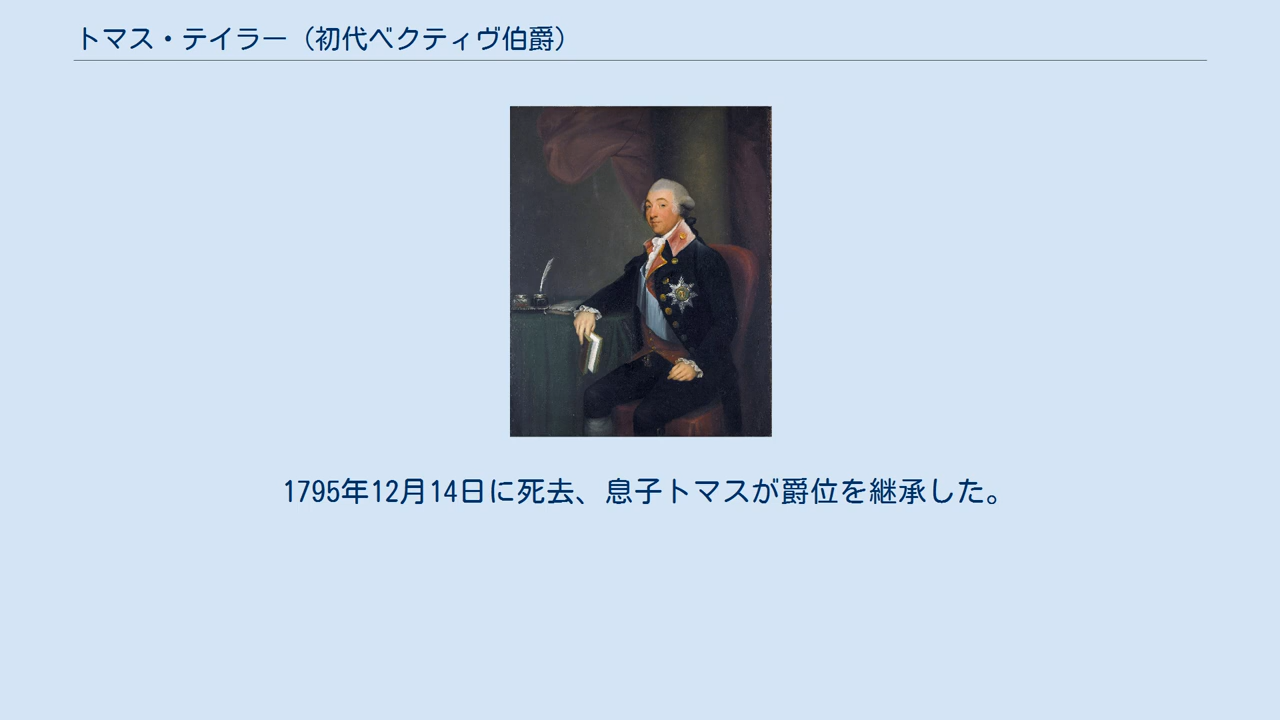 トマス・テイラー（初代ベクティヴ伯爵）
1795年12月14日に死去、息子トマスが爵位を継承した。